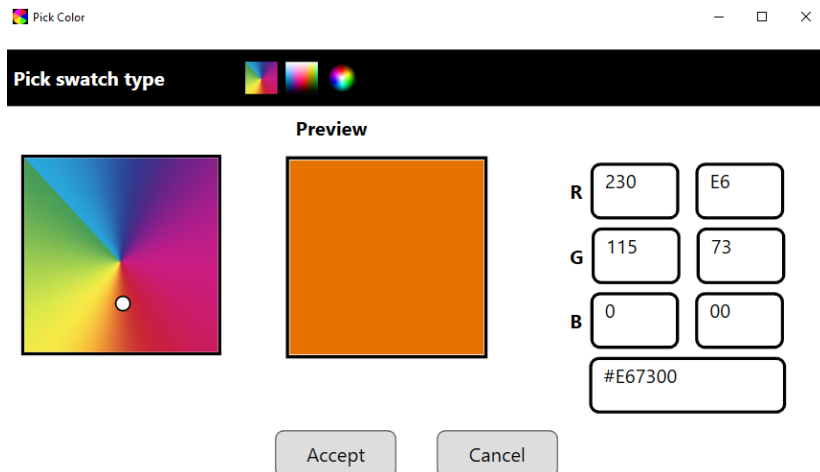 Pick Color
Pick swatch type
Preview
R 230 E6
G 115 73
B 0 00
#E67300
Accept Cancel